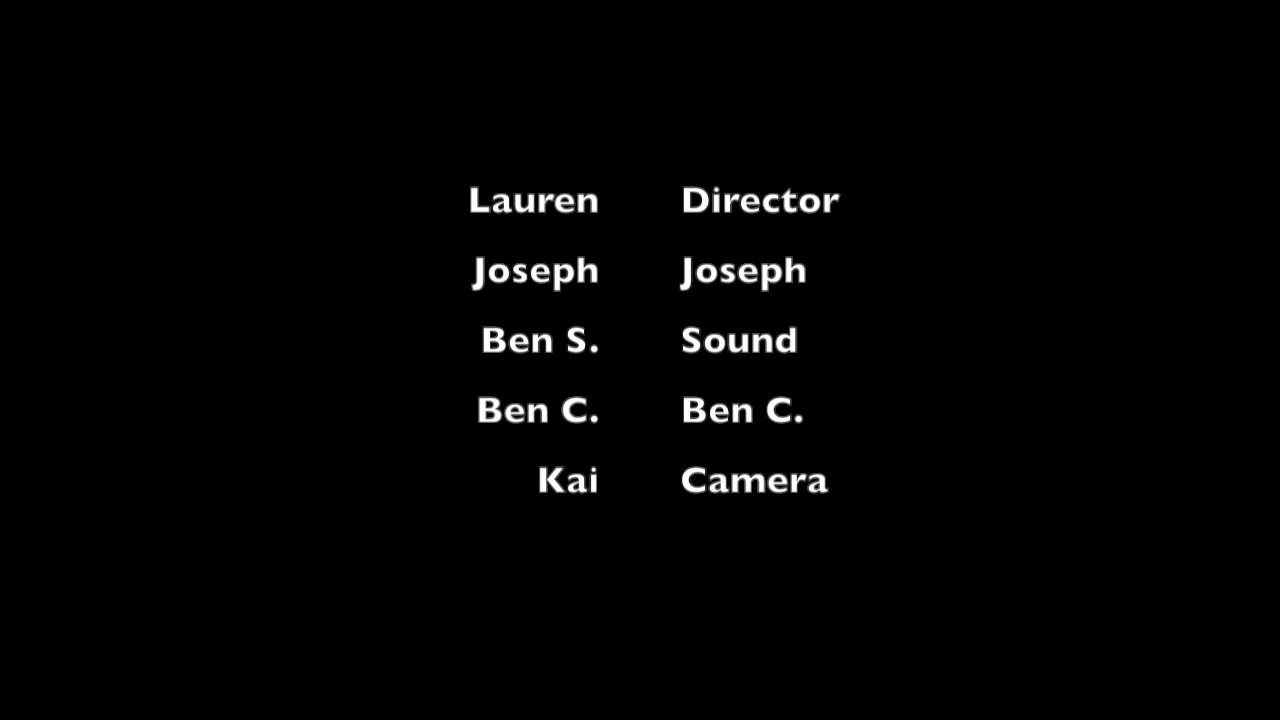 Lauren Director
Joseph Joseph
Ben S. Sound
Ben C. Ben C.
Kai Camera